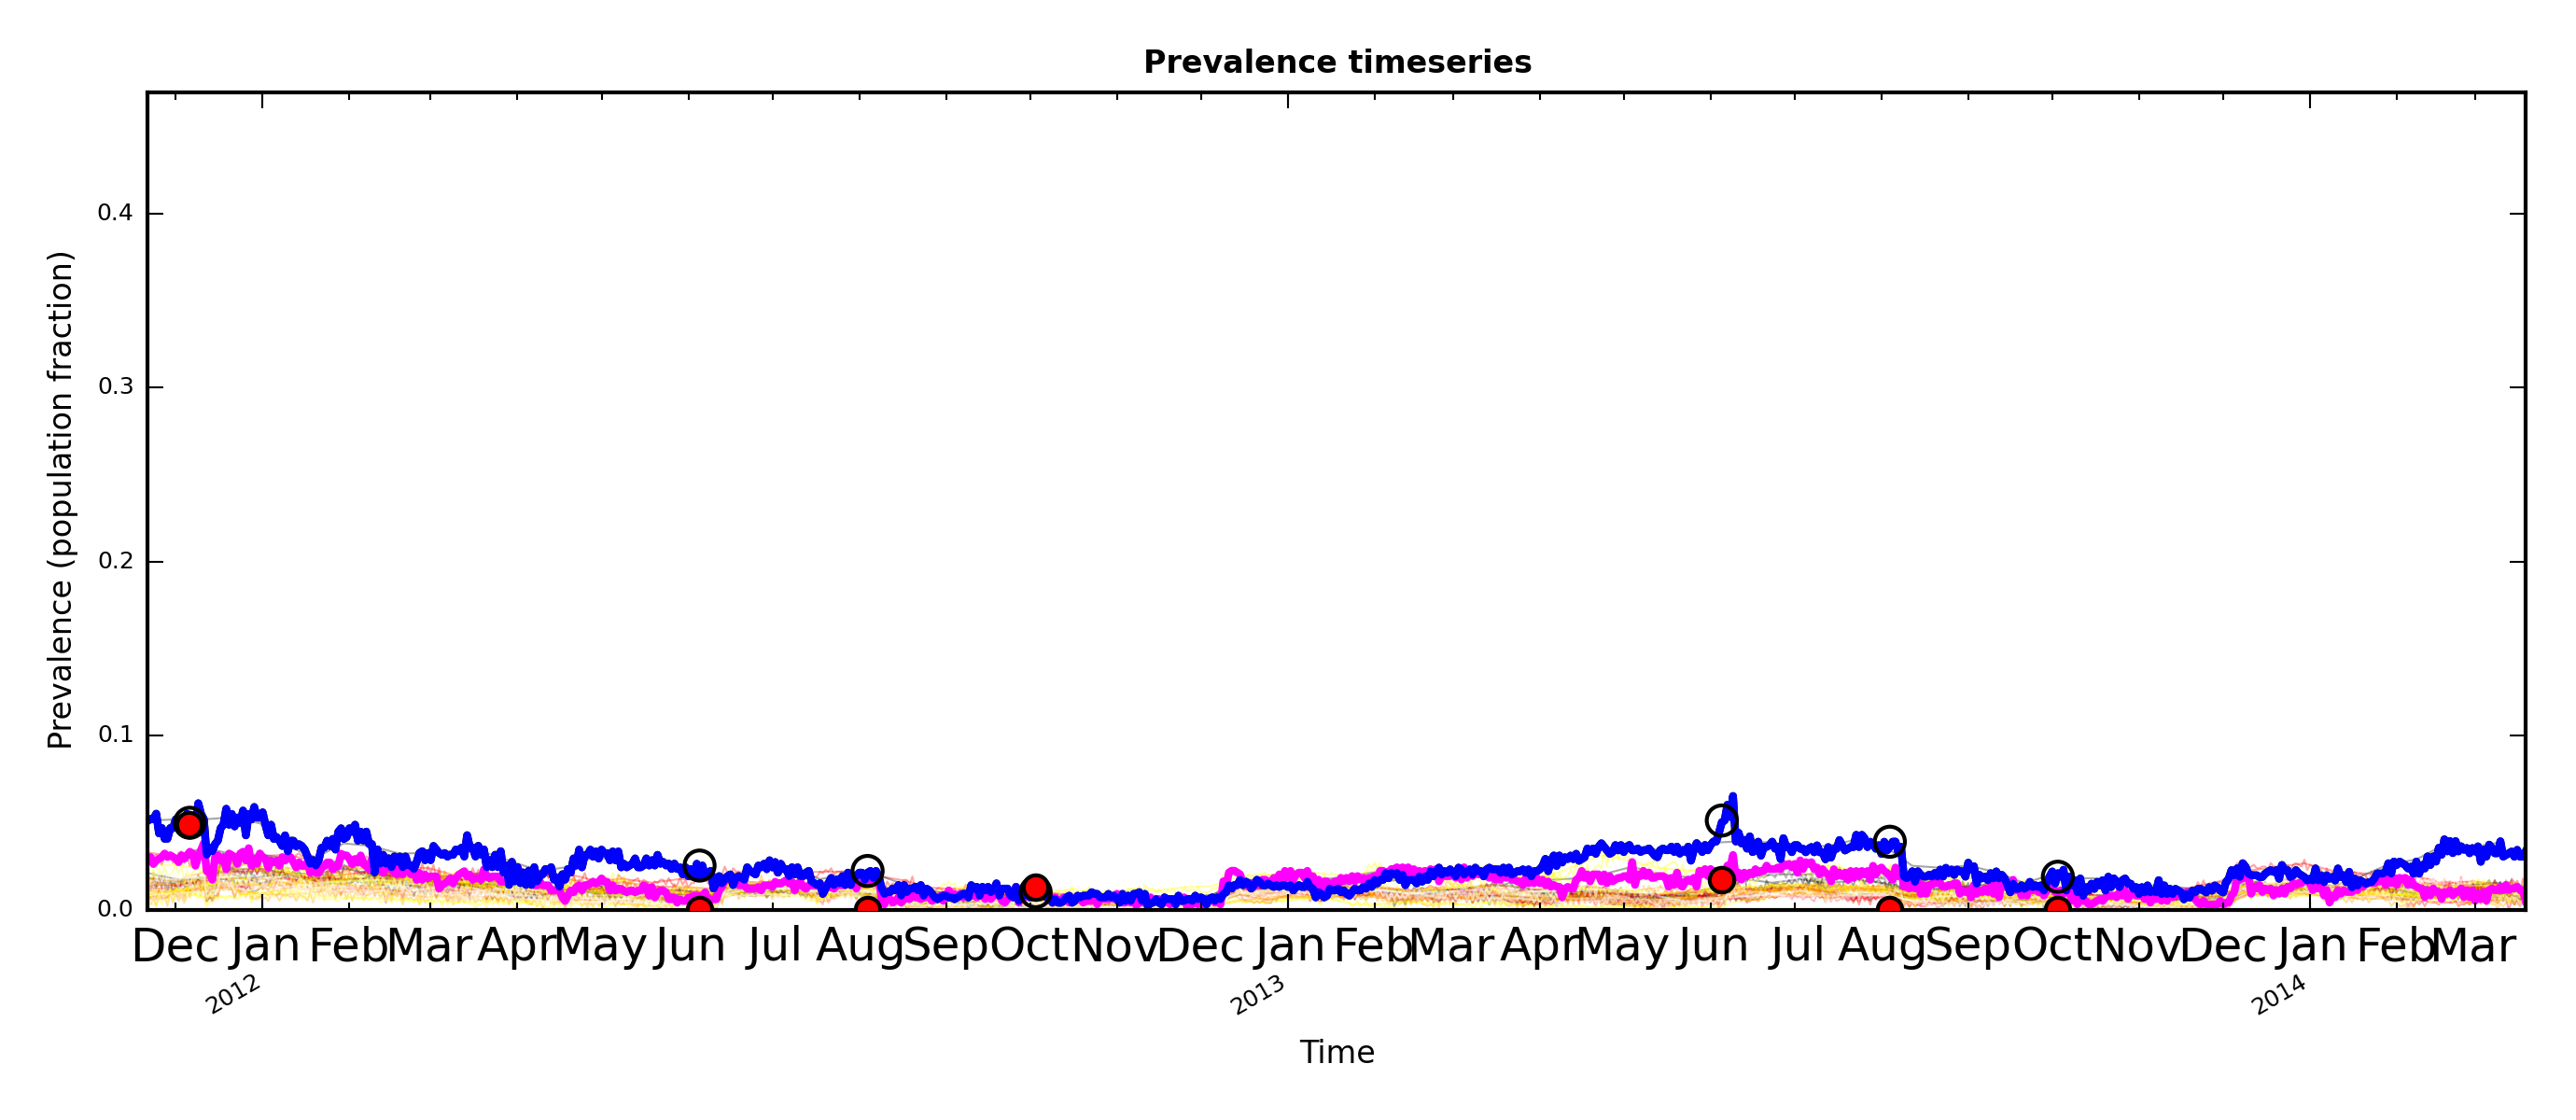 Prevalence timeseries
Prevalence (population fraction)
0.4
0.3
0.2
0.1
0.0
Dec Jan Feb Mar Apr May Jun Jul Aug Sep Oct Nov Dec Jan Feb Mar Apr May Jun Jul Aug Sep Oct Nov Dec Jan Feb Mar
2012 2013 2014
Time